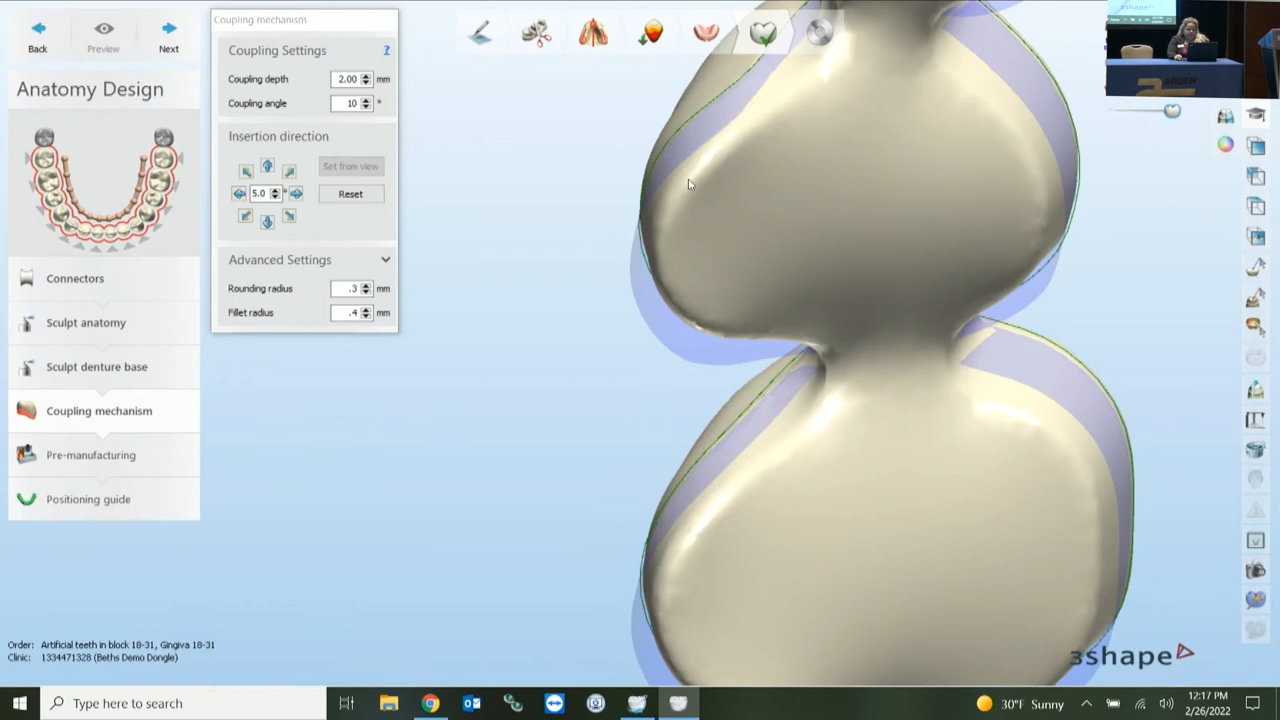 Back
Preview
Next
Anatomy Design
Connectors
Sculpt anatomy
Sculpt denture base
Coupling mechanism
Pre-manufacturing
Positioning guide
Coupling mechanism
Coupling Settings
?
Coupling depth 2.00 mm
Coupling angle 10 °
Insertion direction
Set from view
5.0 °
Reset
Advanced Settings
Rounding radius .3 mm
Fillet radius .4 mm
Order: Artificial teeth in block 18-31, Gingiva 18-31
Clinic: 1334471328 (Beths Demo Dongle)
3shape
Type here to search
30°F Sunny
12:17 PM
2/26/2022